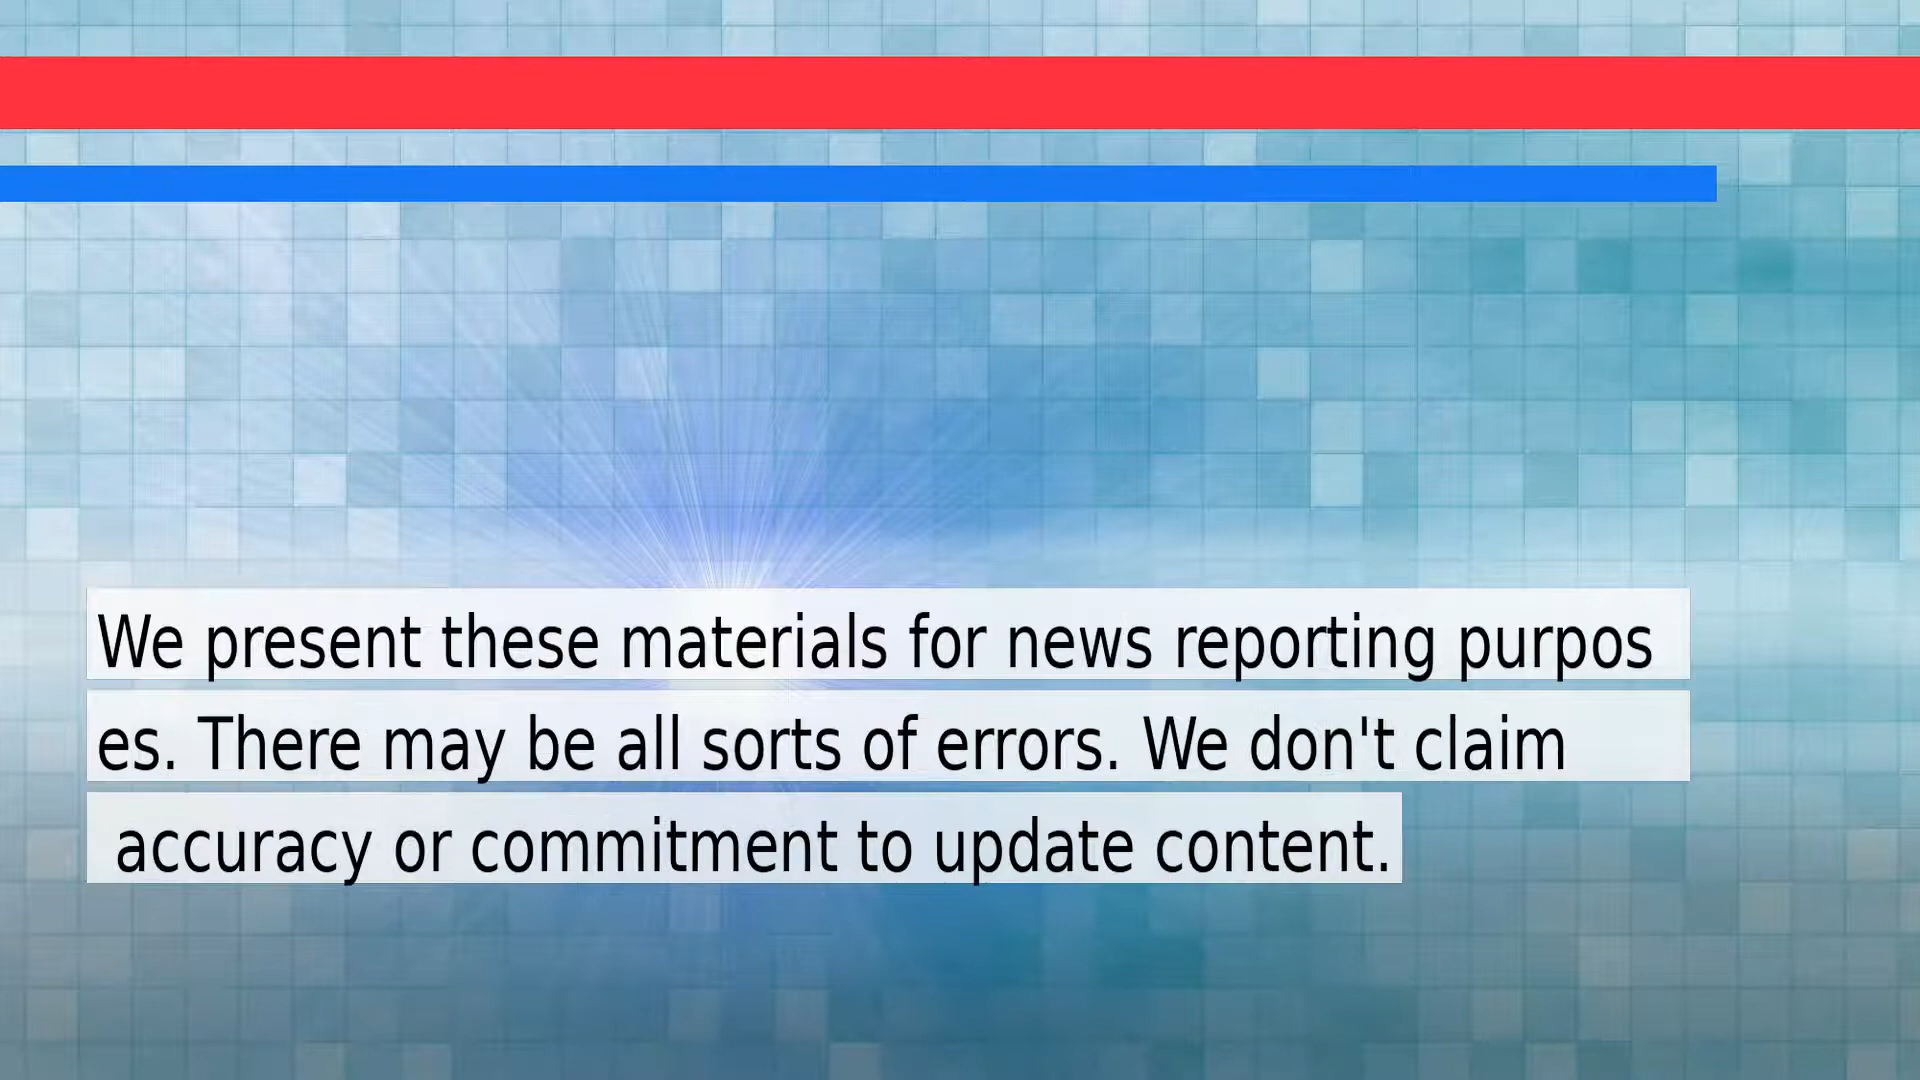 We present these materials for news reporting purpos
es. There may be all sorts of errors. We don't claim
accuracy or commitment to update content.